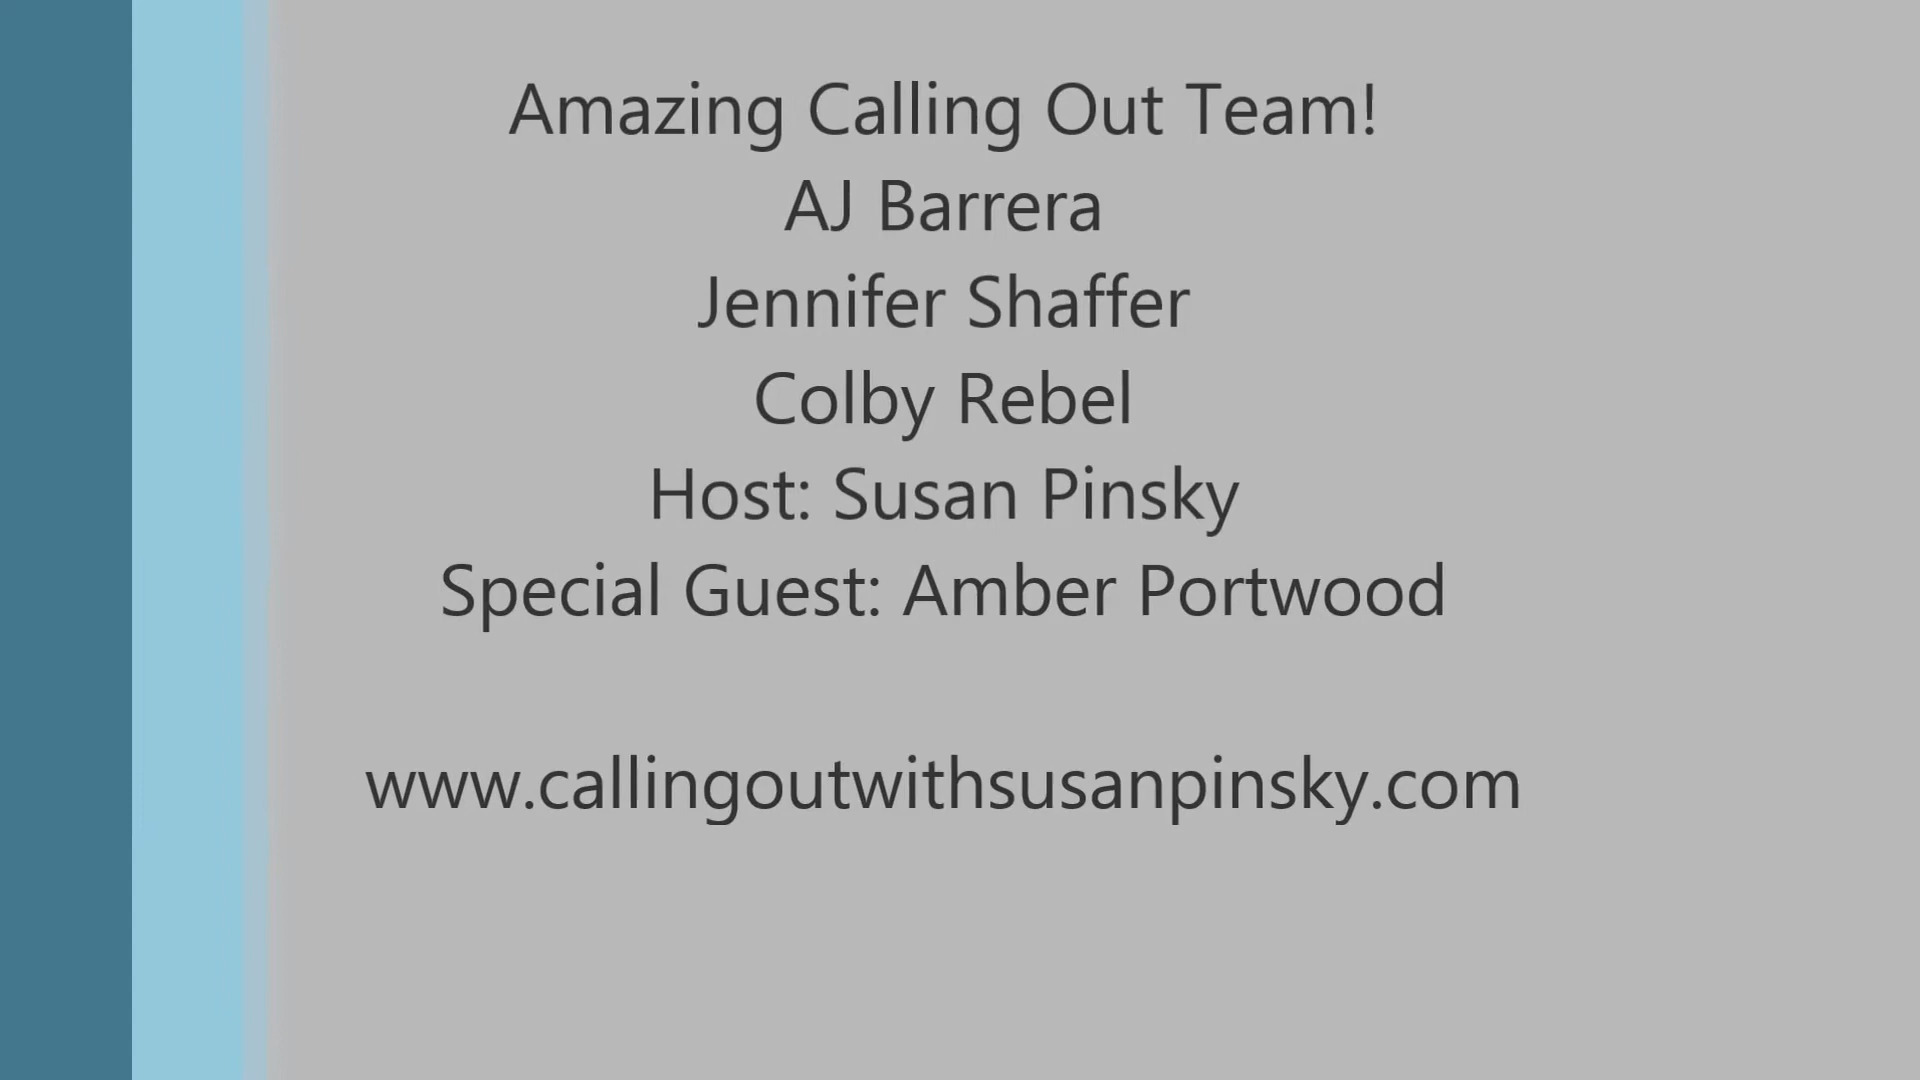 Amazing Calling Out Team!
AJ Barrera
Jennifer Shaffer
Colby Rebel
Host: Susan Pinsky
Special Guest: Amber Portwood
www.callingoutwithsusanpinsky.com